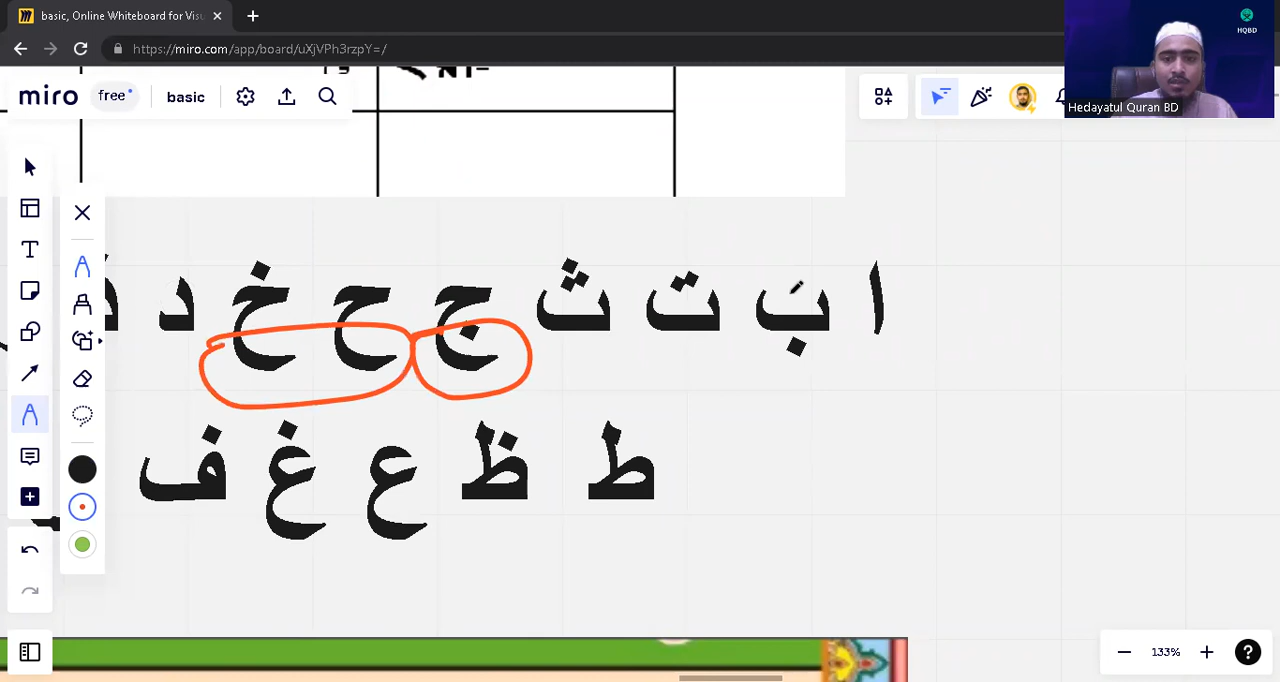 basic, Online Whiteboard for Visu
https://miro.com/app/board/uXjVPh3rzpY=/
miro free basic
HQBD
Hedayatul Quran BD
ا ب ت ث ج ح خ د
ط ظ ع غ ف
133%